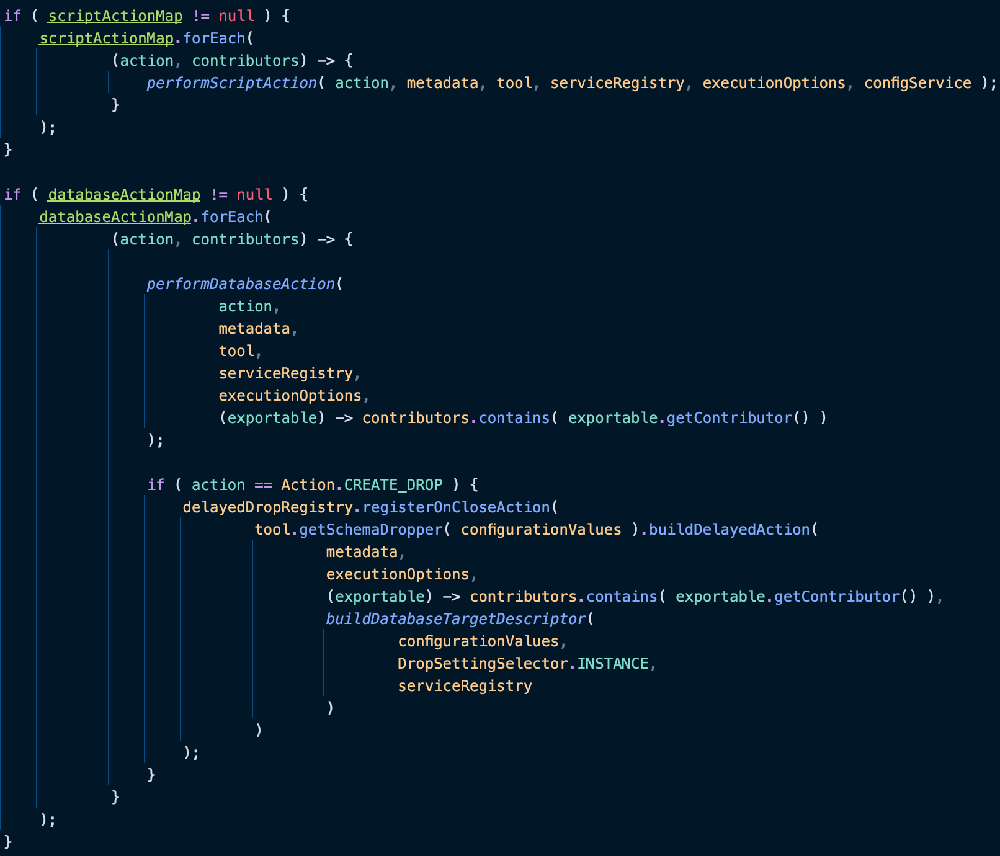 if ( scriptActionMap != null ) {
    scriptActionMap.forEach(
            (action, contributors) -> {
                performScriptAction( action, metadata, tool, serviceRegistry, executionOptions, configService );
            }
    );
}

if ( databaseActionMap != null ) {
    databaseActionMap.forEach(
            (action, contributors) -> {

                performDatabaseAction(
                        action,
                        metadata,
                        tool,
                        serviceRegistry,
                        executionOptions,
                        (exportable) -> contributors.contains( exportable.getContributor() )
                );

                if ( action == Action.CREATE_DROP ) {
                    delayedDropRegistry.registerOnCloseAction(
                            tool.getSchemaDropper( configurationValues ).buildDelayedAction(
                                    metadata,
                                    executionOptions,
                                    (exportable) -> contributors.contains( exportable.getContributor() ),
                                    buildDatabaseTargetDescriptor(
                                            configurationValues,
                                            DropSettingSelector.INSTANCE,
                                            serviceRegistry
                                    )
                            )
                    );
                }
            }
    );
}